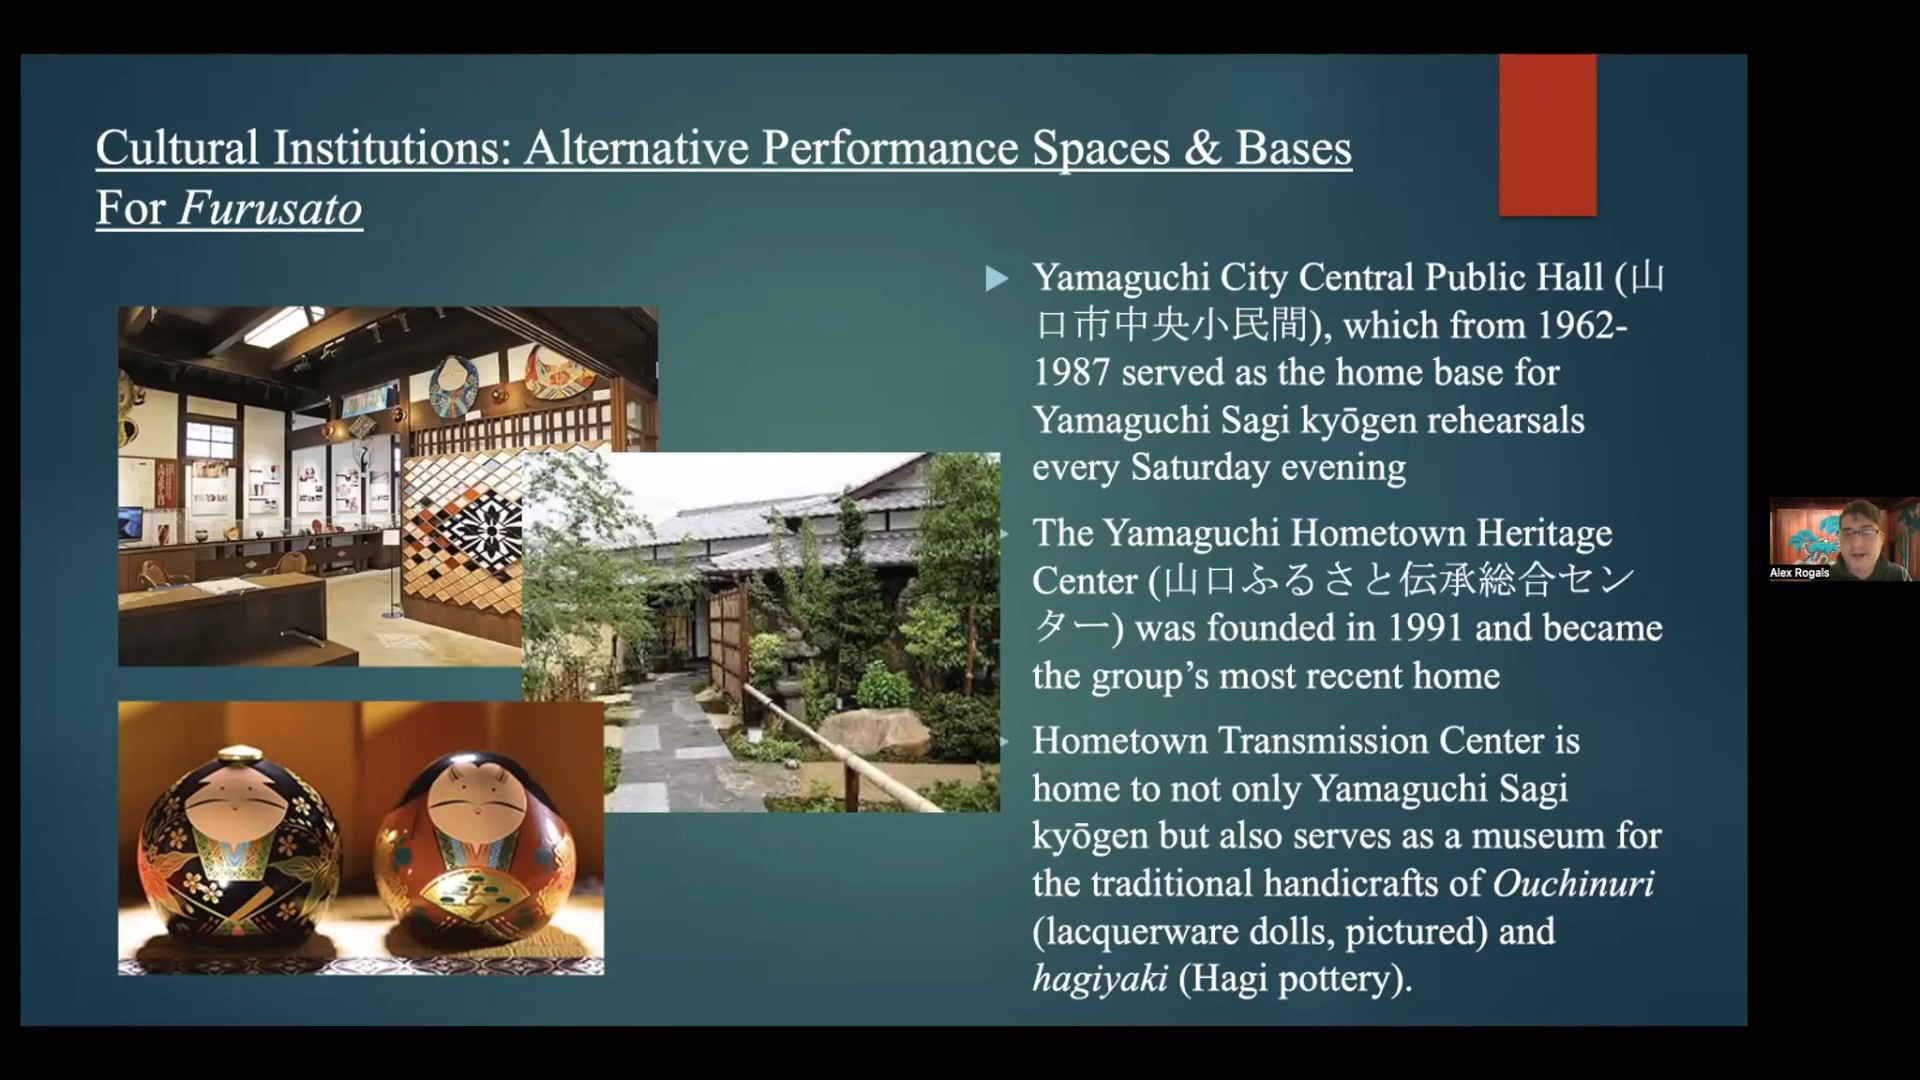 Cultural Institutions: Alternative Performance Spaces & Bases
For Furusato
Yamaguchi City Central Public Hall (山
口市中央小民間), which from 1962-
1987 served as the home base for
Yamaguchi Sagi kyōgen rehearsals
every Saturday evening
The Yamaguchi Hometown Heritage
Center (山口ふるさと伝承総合セン
ター) was founded in 1991 and became
the group’s most recent home
Hometown Transmission Center is
home to not only Yamaguchi Sagi
kyōgen but also serves as a museum for
the traditional handicrafts of Ouchinuri
(lacquerware dolls, pictured) and
hagiyaki (Hagi pottery).
Alex Rogals